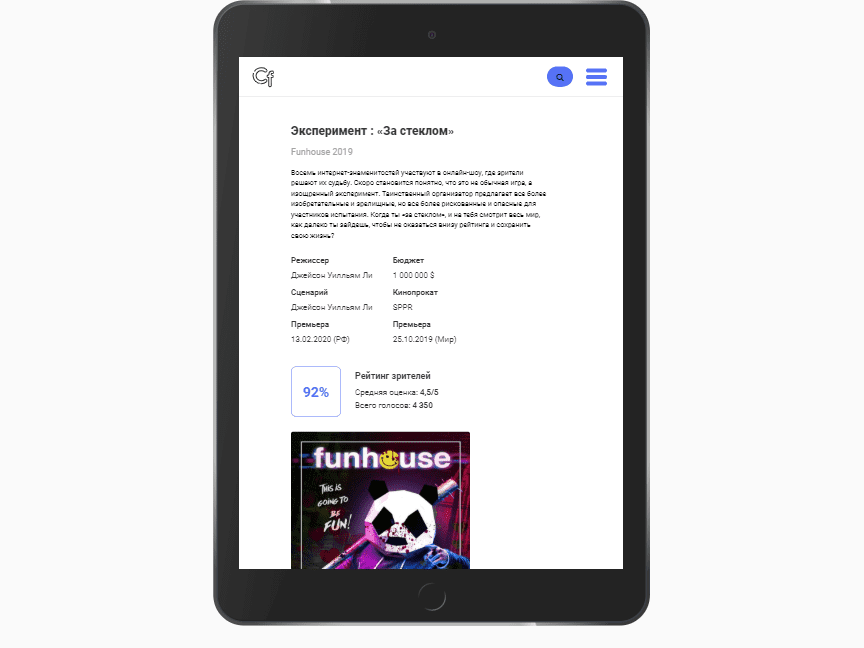 Cf
Эксперимент : «За стеклом»
Funhouse 2019
Восемь интернет-знаменитостей участвуют в онлайн-шоу, где зрители
решают их судьбу. Скоро становится понятно, что это не обычная игра, а
изощренный эксперимент. Таинственный организатор предлагает все более
изобретательные и зрелищные, но все более рискованные и опасные для
участников испытания. Когда ты «за стеклом», и на тебя смотрит весь мир,
как далеко ты зайдешь, чтобы не оказаться внизу рейтинга и сохранить
свою жизнь?
Режиссер Бюджет
Джейсон Уилльям Ли 1 000 000 $
Сценарий Кинопрокат
Джейсон Уилльям Ли SPPR
Премьера Премьера
13.02.2020 (РФ) 25.10.2019 (Мир)
92%
Рейтинг зрителей
Средняя оценка: 4,5/5
Всего голосов: 4 350
funhouse
THIS IS
GOING TO
BE
FUN!